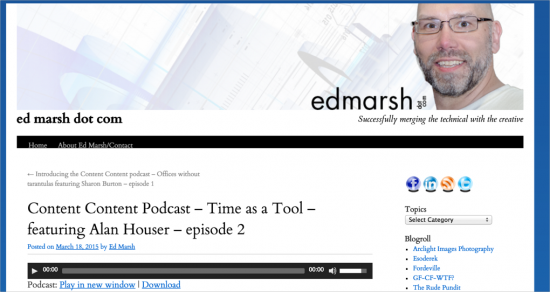 edmarsh dot com
ed marsh dot com
Successfully merging the technical with the creative
Home About Ed Marsh/Contact
← Introducing the Content Content podcast – Offices without
tarantulas featuring Sharon Burton – episode 1
Content Content Podcast – Time as a Tool –
featuring Alan Houser – episode 2
Posted on March 18, 2015 by Ed Marsh
00:00 00:00
Podcast: Play in new window | Download
Topics
Select Category
Blogroll
Arclight Images Photography
Esoderek
Fordeville
GF-CF-WTF?
The Rude Pundit